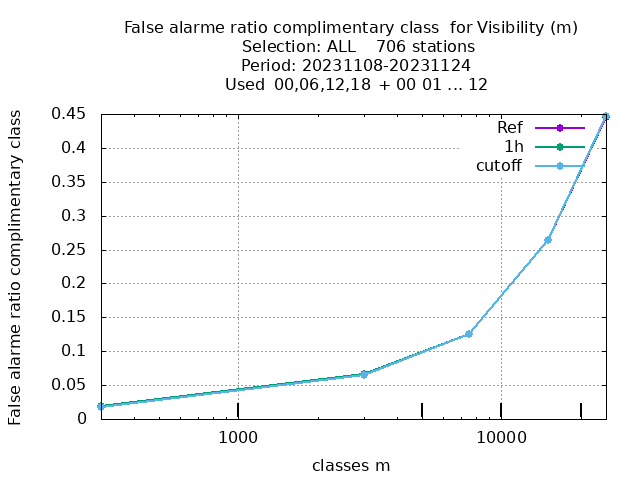 False alarme ratio complimentary class  for Visibility (m)
Selection: ALL    706 stations
Period: 20231108-20231124
Used  00,06,12,18  + 00 01 ... 12
False alarme ratio complimentary class
0.45
0.4
0.35
0.3
0.25
0.2
0.15
0.1
0.05
0
Ref
1h
cutoff
1000
10000
classes m